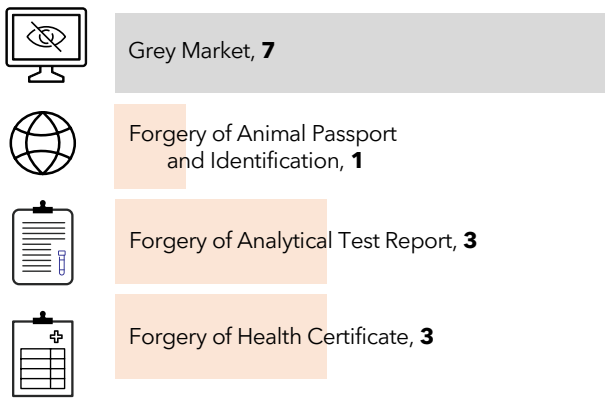 Grey Market, 7
Forgery of Animal Passport
and Identification, 1
Forgery of Analytical Test Report, 3
Forgery of Health Certificate, 3